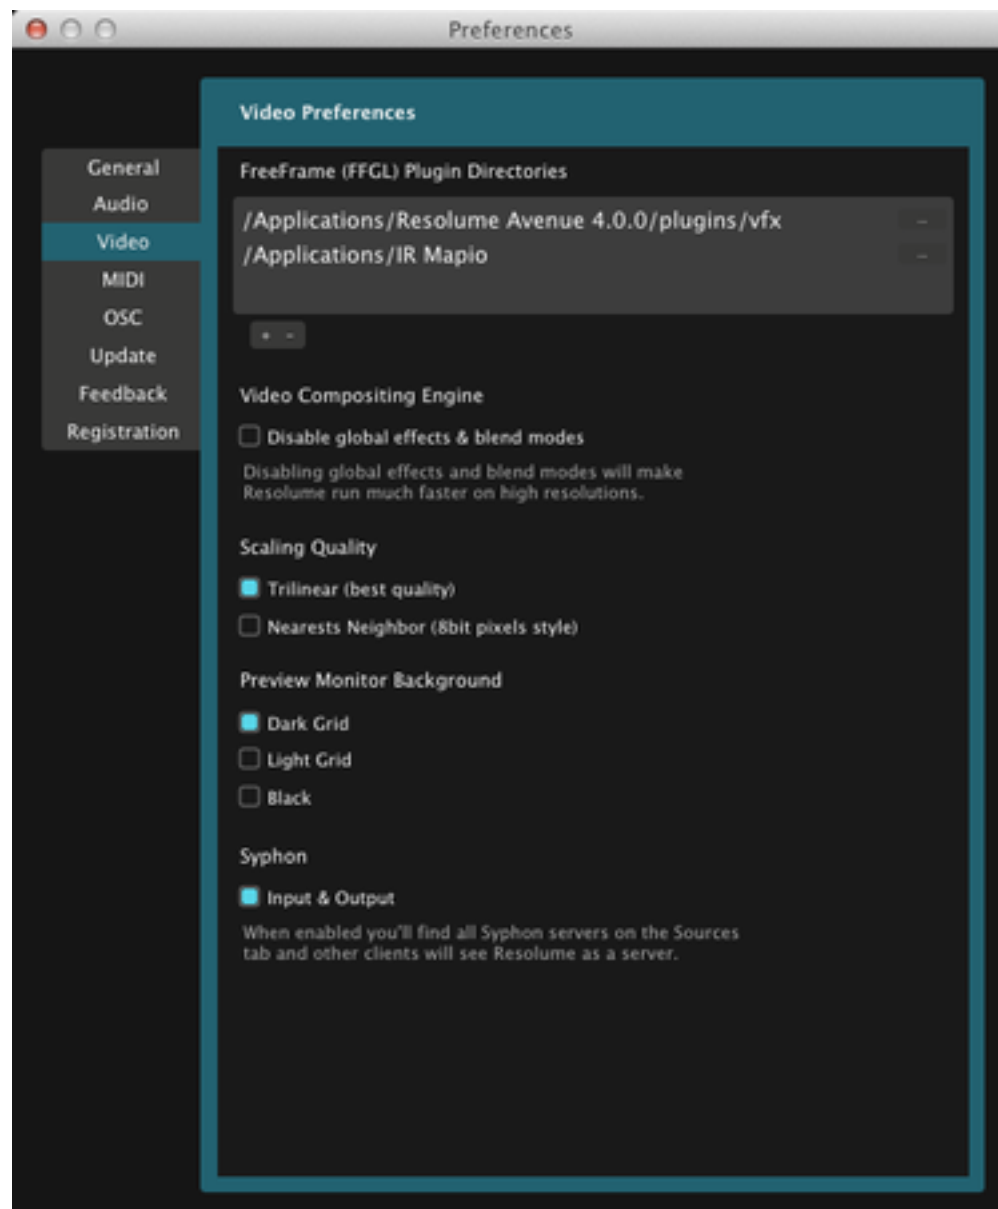 Preferences
Video Preferences
General
Audio
Video
MIDI
OSC
Update
Feedback
Registration
FreeFrame (FFGL) Plugin Directories
/Applications/Resolume Avenue 4.0.0/plugins/vfx
/Applications/IR Mapio
+ -
Video Compositing Engine
Disable global effects & blend modes
Disabling global effects and blend modes will make
Resolume run much faster on high resolutions.
Scaling Quality
Trilinear (best quality)
Nearests Neighbor (8bit pixels style)
Preview Monitor Background
Dark Grid
Light Grid
Black
Syphon
Input & Output
When enabled you'll find all Syphon servers on the Sources
tab and other clients will see Resolume as a server.